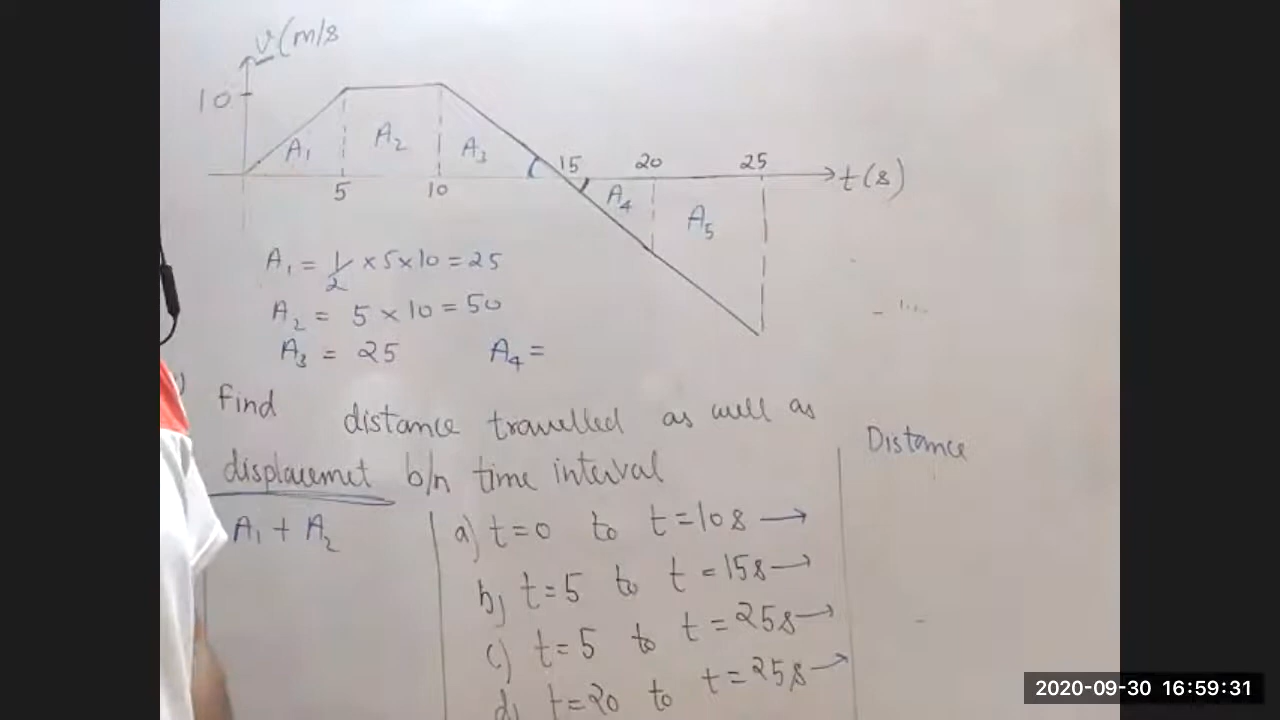 v(m/s
10
A₁ A₂ A₃ 15 20 25 t(s)
5 10 A₄ A₅
A₁ = 1/2 ×5×10 = 25
A₂ = 5 × 10 = 50
A₃ = 25 A₄ =
Find distance travelled as well as
displacemet b/n time interval
Distance
A₁ + A₂
a) t=0 to t=10s →
b) t=5 to t=15s →
c) t=5 to t=25s →
d) t=20 to t=25s →
2020-09-30 16:59:31